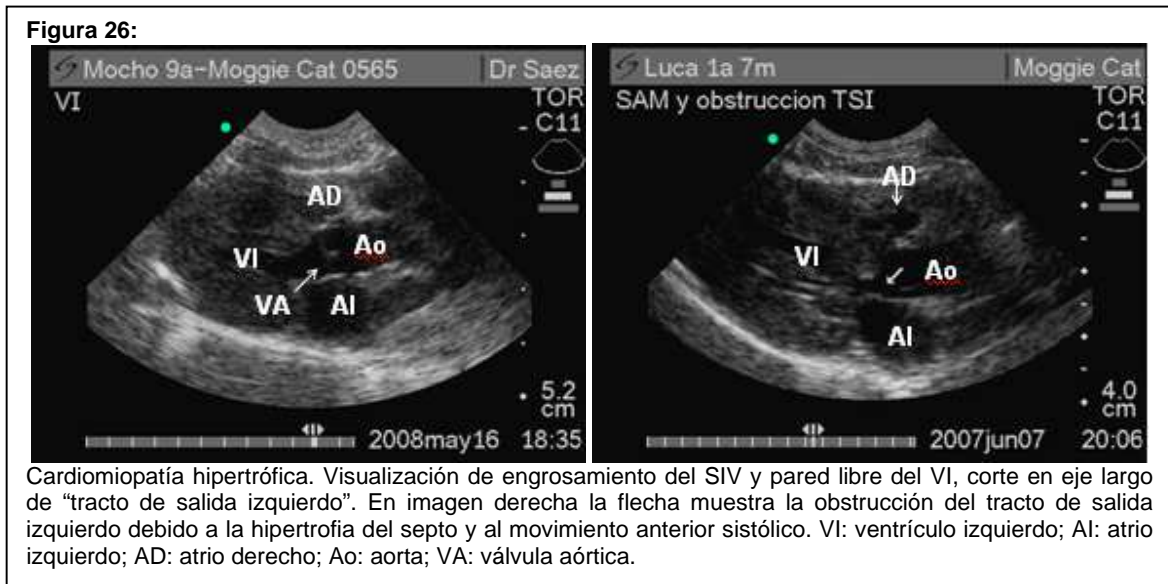 Figura 26:
Mocho 9a-Moggie Cat 0565 Dr Saez
VI TOR
C11
AD
VI Ao
VA AI
5.2
cm
2008may16 18:35
Luca 1a 7m Moggie Cat
SAM y obstruccion TSI TOR
C11
AD
VI Ao
AI
4.0
cm
2007jun07 20:06
Cardiomiopatía hipertrófica. Visualización de engrosamiento del SIV y pared libre del VI, corte en eje largo
de “tracto de salida izquierdo”. En imagen derecha la flecha muestra la obstrucción del tracto de salida
izquierdo debido a la hipertrofia del septo y al movimiento anterior sistólico. VI: ventrículo izquierdo; AI: atrio
izquierdo; AD: atrio derecho; Ao: aorta; VA: válvula aórtica.